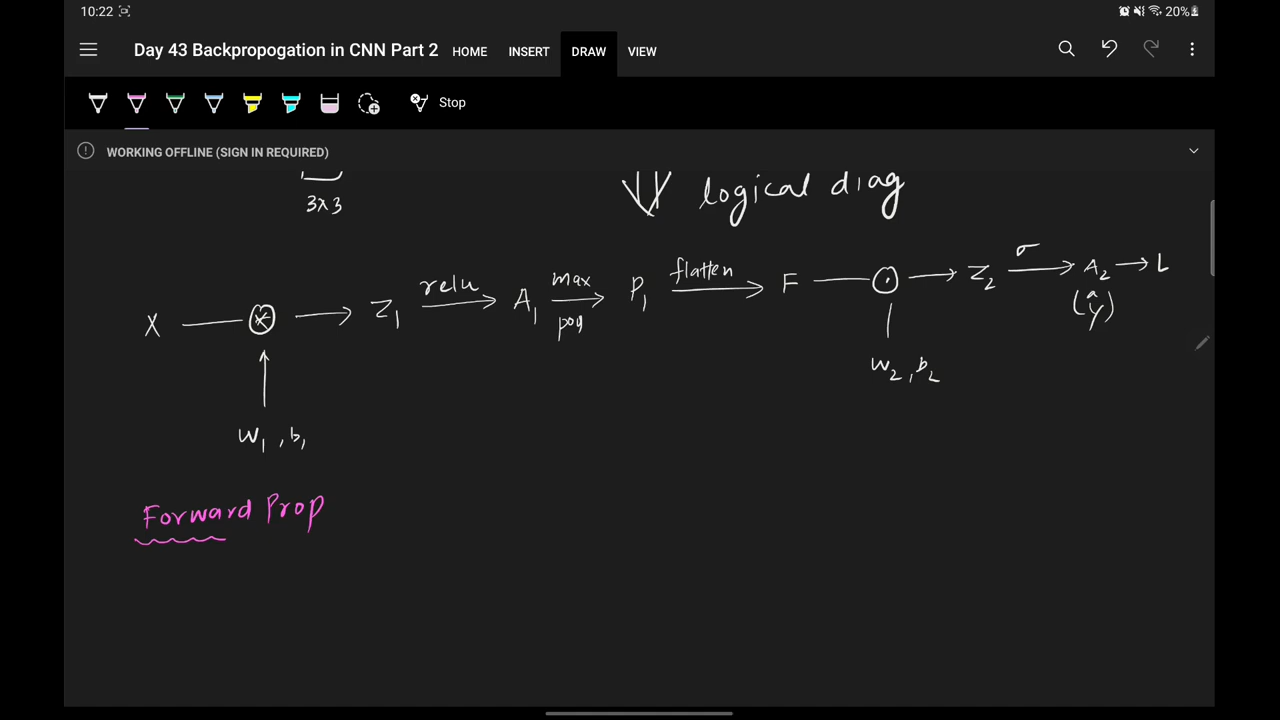 10:22
20%
Day 43 Backpropogation in CNN Part 2 HOME INSERT DRAW VIEW
Stop
WORKING OFFLINE (SIGN IN REQUIRED)
3x3
logical diag
X ⊛ → Z₁ relu → A₁ max → P₁ flatten → F ⊙ → Z₂ σ → A₂ → L
(ŷ)
W₁, b₁
W₂, b₂
Forward Prop